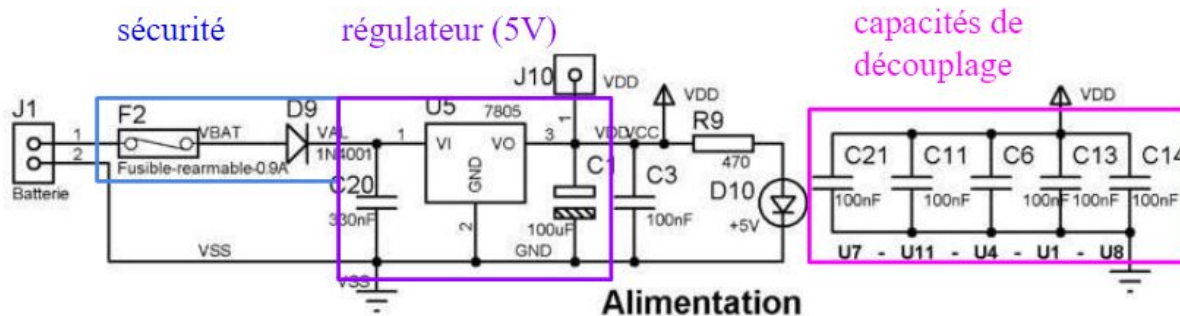 sécurité
régulateur (5V)
capacités de
découplage
J1
1
2
Batterie
F2
VBAT
Fusible-rearmable-0.9A
D9
VAL
1N4001
C20
330nF
U5
7805
1
VI
VO
3
GND
2
J10
VDD
1
VDD
VCC
C1
100uF
C3
100nF
VDD
R9
470
D10
+5V
VSS
VSS
GND
Alimentation
VDD
C21
C11
C6
C13
C14
100nF
100nF
100nF
100nF
100nF
U7 - U11 - U4 - U1 - U8